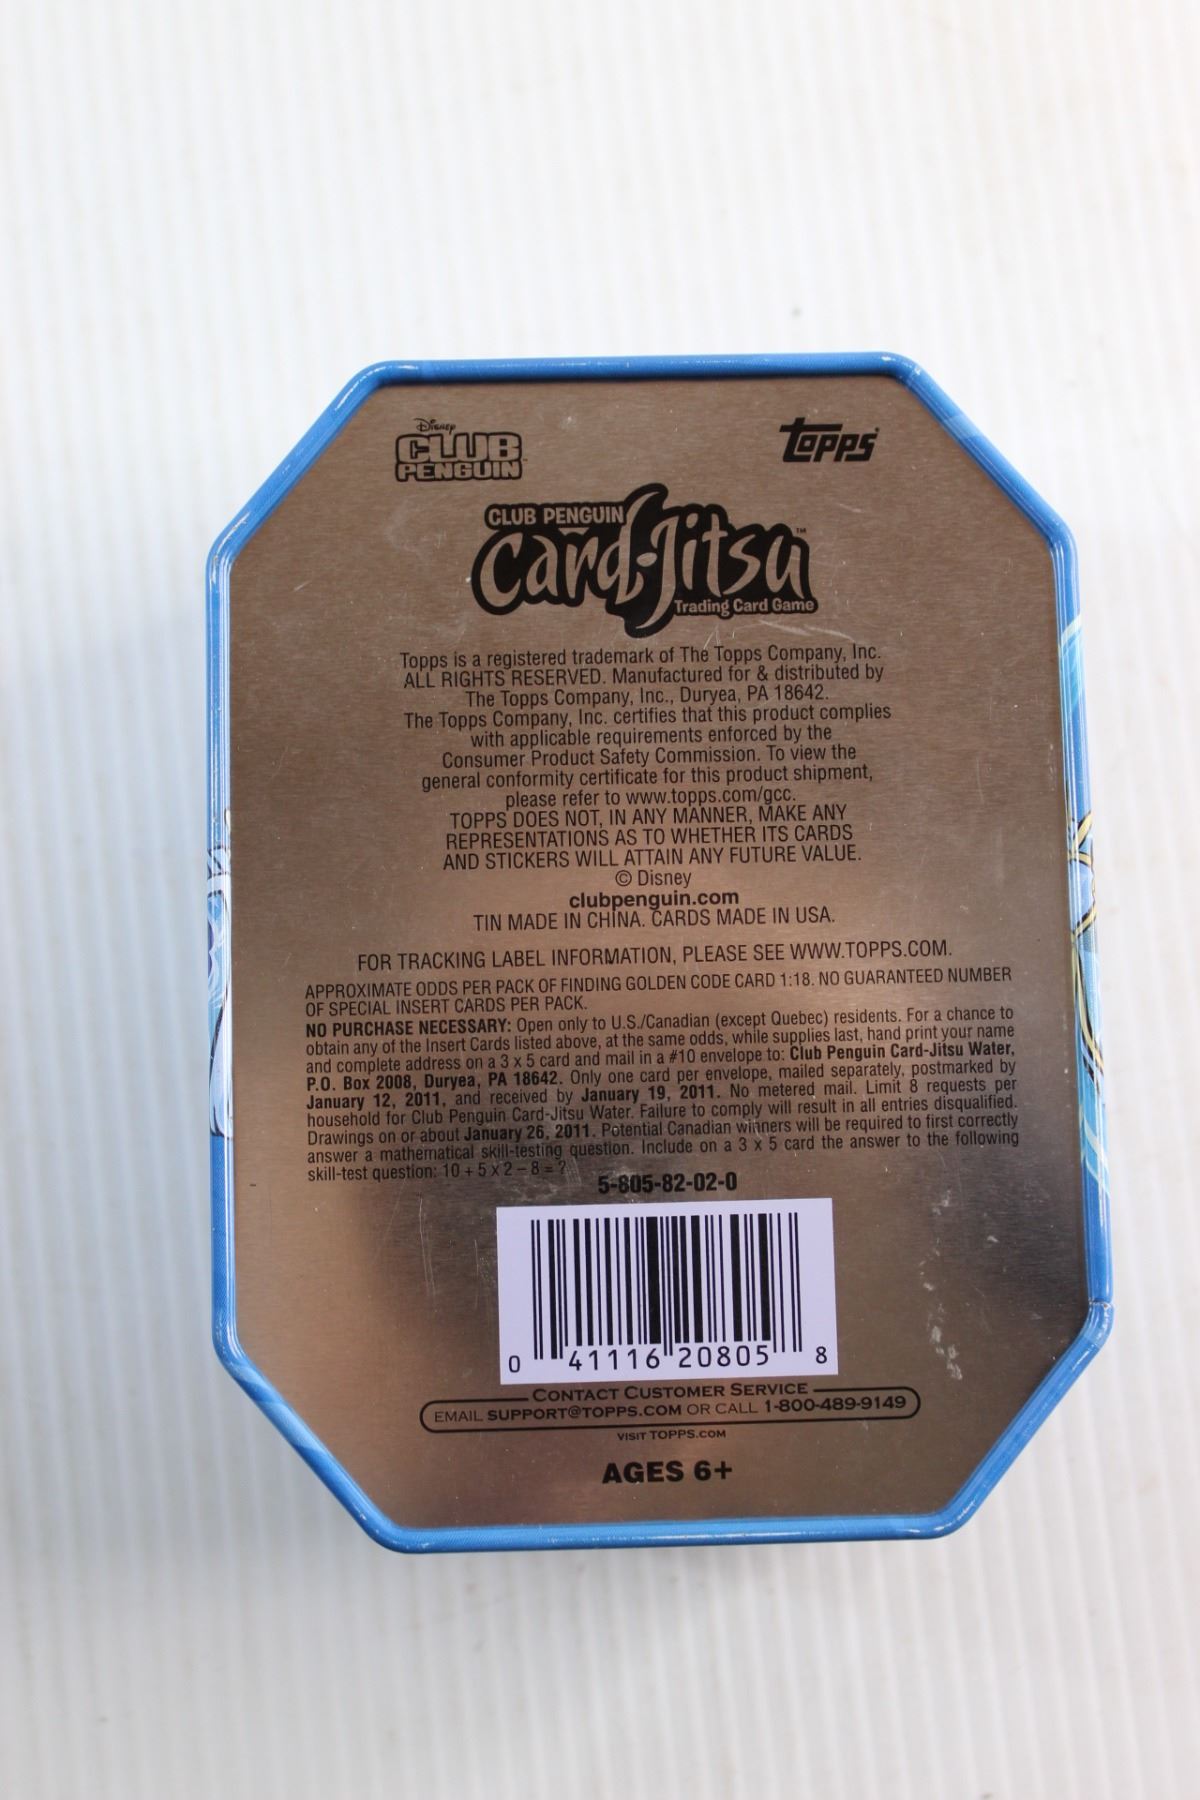 Disney
CLUB
PENGUIN
Topps
CLUB PENGUIN
Card-Jitsu™
Trading Card Game
Topps is a registered trademark of The Topps Company, Inc.
ALL RIGHTS RESERVED. Manufactured for & distributed by
The Topps Company, Inc., Duryea, PA 18642.
The Topps Company, Inc. certifies that this product complies
with applicable requirements enforced by the
Consumer Product Safety Commission. To view the
general conformity certificate for this product shipment,
please refer to www.topps.com/gcc.
TOPPS DOES NOT, IN ANY MANNER, MAKE ANY
REPRESENTATIONS AS TO WHETHER ITS CARDS
AND STICKERS WILL ATTAIN ANY FUTURE VALUE.
© Disney
clubpenguin.com
TIN MADE IN CHINA. CARDS MADE IN USA.
FOR TRACKING LABEL INFORMATION, PLEASE SEE WWW.TOPPS.COM.
APPROXIMATE ODDS PER PACK OF FINDING GOLDEN CODE CARD 1:18. NO GUARANTEED NUMBER
OF SPECIAL INSERT CARDS PER PACK.
NO PURCHASE NECESSARY: Open only to U.S./Canadian (except Quebec) residents. For a chance to
obtain any of the Insert Cards listed above, at the same odds, while supplies last, hand print your name
and complete address on a 3 x 5 card and mail in a #10 envelope to: Club Penguin Card-Jitsu Water,
P.O. Box 2008, Duryea, PA 18642. Only one card per envelope, mailed separately, postmarked by
January 12, 2011, and received by January 19, 2011. No metered mail. Limit 8 requests per
household for Club Penguin Card-Jitsu Water. Failure to comply will result in all entries disqualified.
Drawings on or about January 26, 2011. Potential Canadian winners will be required to first correctly
answer a mathematical skill-testing question. Include on a 3 x 5 card the answer to the following
skill-test question: 10 + 5 x 2 – 8 = ?
5-805-82-02-0
0 41116 20805 8
CONTACT CUSTOMER SERVICE
EMAIL SUPPORT@TOPPS.COM OR CALL 1-800-489-9149
VISIT TOPPS.COM
AGES 6+